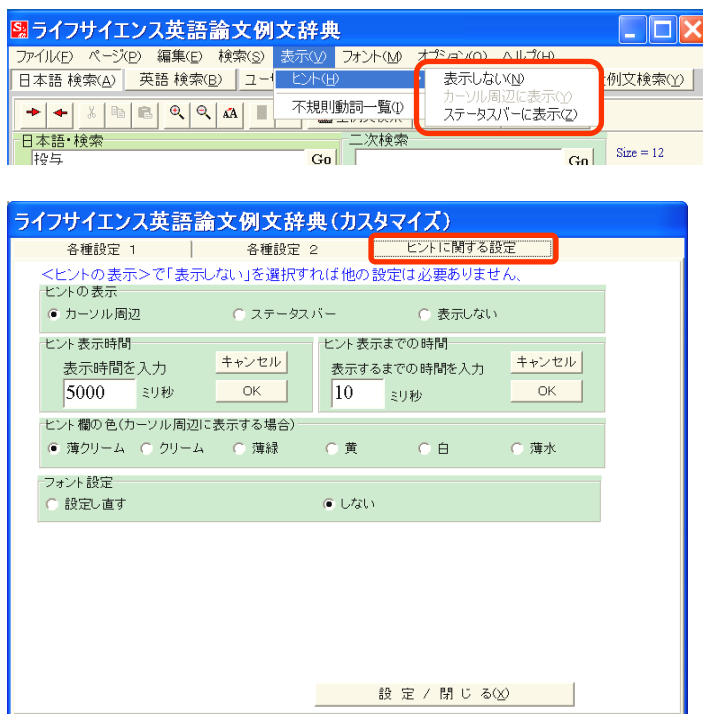 ライフサイエンス英語論文例文辞典
ファイル(F) ページ(P) 編集(E) 検索(S) 表示(V) フォント(M) オプション(O) ヘルプ(H)
日本語 検索(A) 英語 検索(B) ユー ヒント(H) 表示しない(N) 例文検索(Y)
カーソル周辺に表示(Y)
不規則動詞一覧(I) ステータスバーに表示(Z)
日本語・検索 二次検索
投与 Go Go Size = 12
ライフサイエンス英語論文例文辞典(カスタマイズ)
各種設定 1 各種設定 2 ヒントに関する設定
<ヒントの表示>で「表示しない」を選択すれば他の設定は必要ありません、
ヒントの表示
カーソル周辺 ステータスバー 表示しない
ヒント表示時間 ヒント表示までの時間
表示時間を入力 キャンセル 表示するまでの時間を入力 キャンセル
5000 ミリ秒 OK 10 ミリ秒 OK
ヒント欄の色(カーソル周辺に表示する場合)
薄クリーム クリーム 薄緑 黄 白 薄水
フォント設定
設定し直す しない
設 定 / 閉 じ る(X)